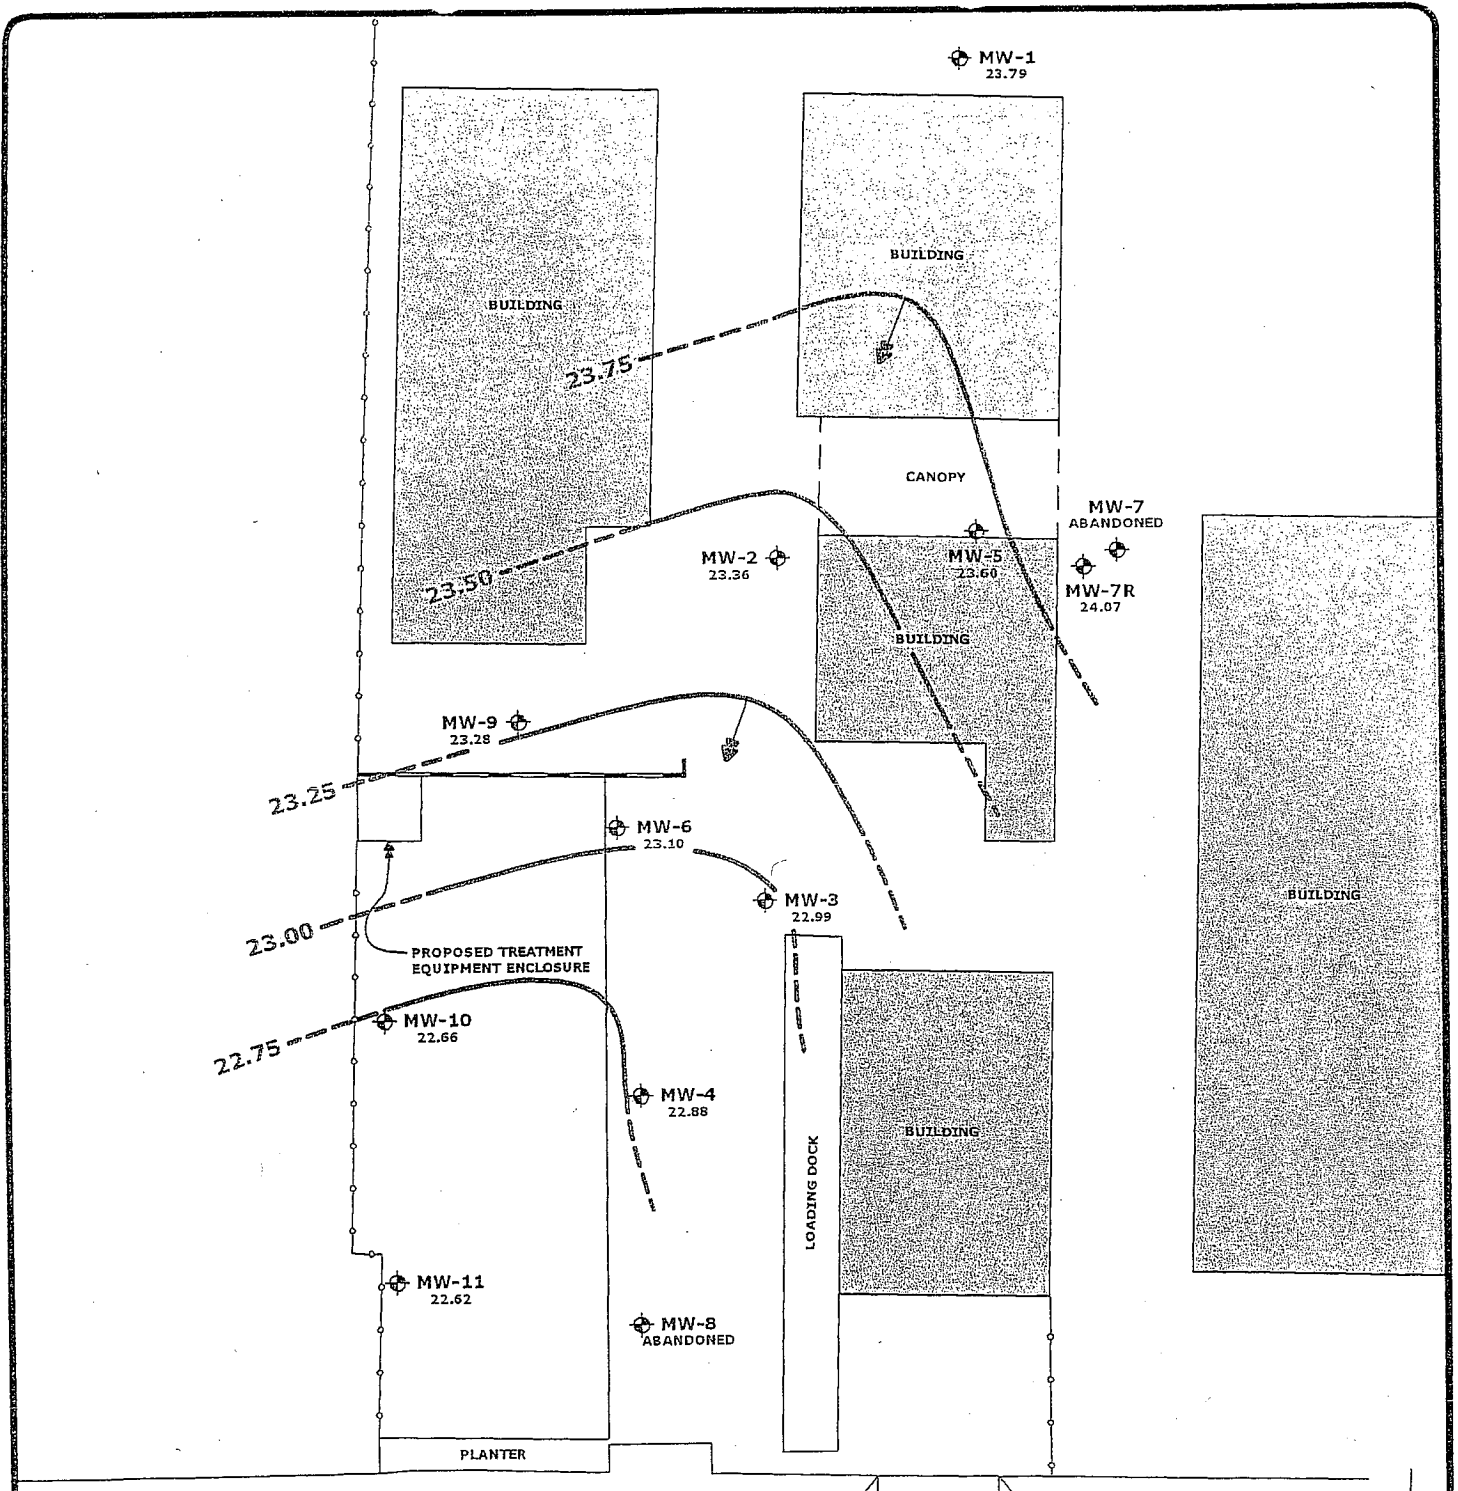 MW-1
23.79
BUILDING
BUILDING
23.75
CANOPY
MW-7
ABANDONED
MW-2
23.36
MW-5
23.60
MW-7R
24.07
23.50
BUILDING
MW-9
23.28
23.25
MW-6
23.10
MW-3
22.99
BUILDING
23.00
PROPOSED TREATMENT
EQUIPMENT ENCLOSURE
MW-10
22.66
22.75
MW-4
22.88
BUILDING
LOADING DOCK
MW-11
22.62
MW-8
ABANDONED
PLANTER